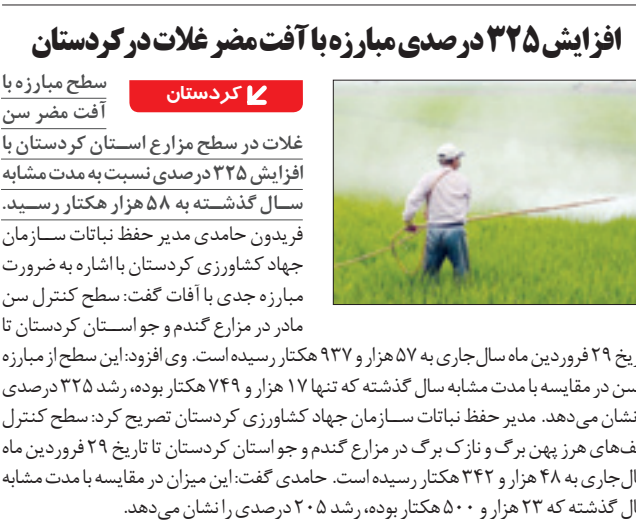 افزایش ۳۲۵ درصدی مبارزه با آفت مضر غلات در کردستان
کردستان
سطح مبارزه با
آفت مضر سن
غلات در سطح مزارع استان کردستان با
افزایش ۳۲۵ درصدی نسبت به مدت مشابه
سال گذشته به ۵۸ هزار هکتار رسید.
فریدون حامدی مدیر حفظ نباتات سازمان
جهاد کشاورزی کردستان با اشاره به ضرورت
مبارزه جدی با آفات گفت: سطح کنترل سن
مادر در مزارع گندم و جو استان کردستان تا
ریخ ۲۹ فروردین ماه سال جاری به ۵۷ هزار و ۹۳۷ هکتار رسیده است. وی افزود: این سطح از مبارزه
سن در مقایسه با مدت مشابه سال گذشته که تنها ۱۷ هزار و ۷۴۹ هکتار بوده، رشد ۳۲۵ درصدی
نشان می‌دهد. مدیر حفظ نباتات سازمان جهاد کشاورزی کردستان تصریح کرد: سطح کنترل
ف‌های هرز پهن برگ و نازک برگ در مزارع گندم و جو استان کردستان تا تاریخ ۲۹ فروردین ماه
ال جاری به ۴۸ هزار و ۳۴۲ هکتار رسیده است. حامدی گفت: این میزان در مقایسه با مدت مشابه
ال گذشته که ۲۳ هزار و ۵۰۰ هکتار بوده، رشد ۲۰۵ درصدی را نشان می‌دهد.